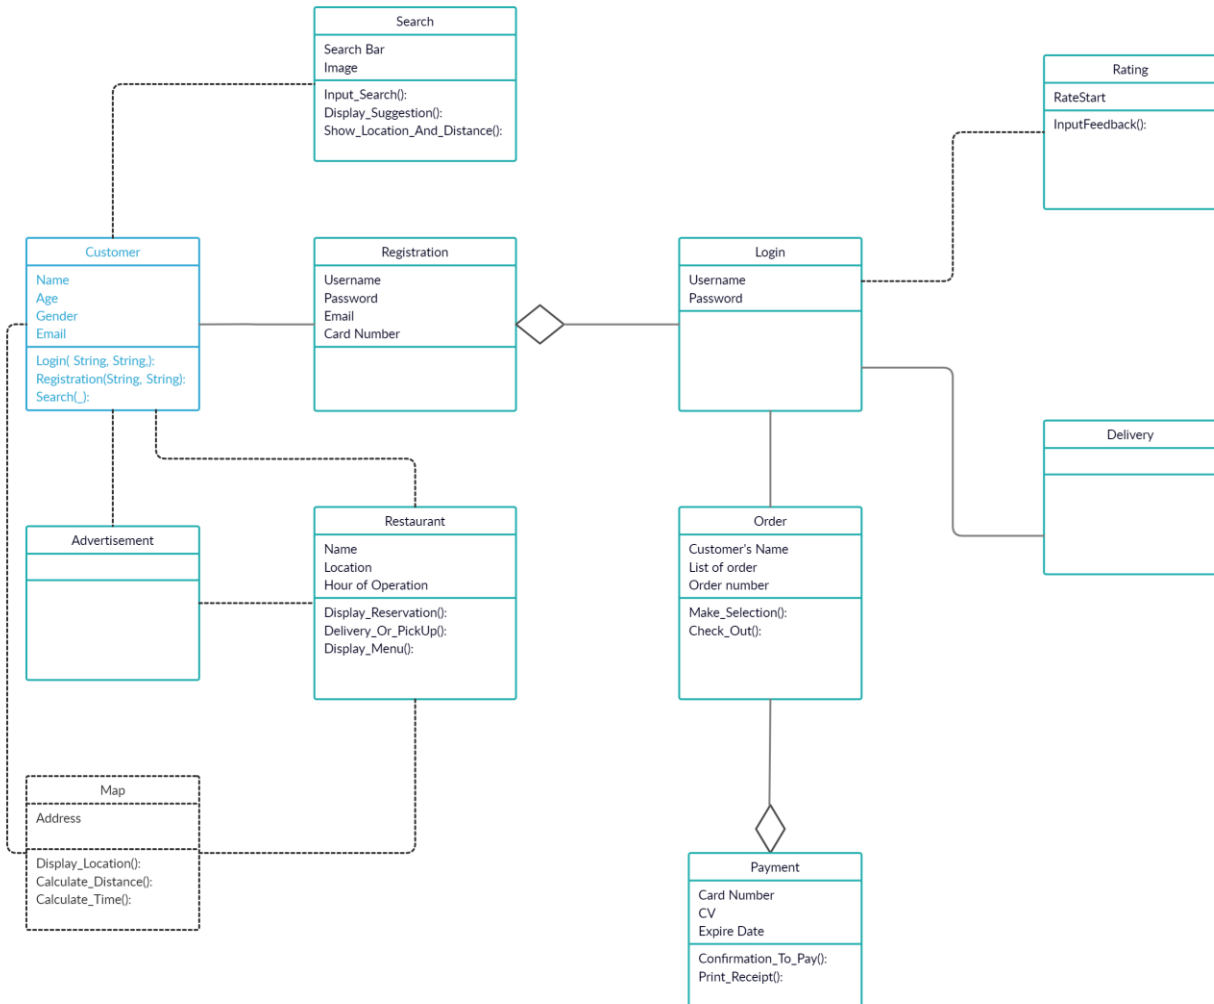 Search
Search Bar
Image
Input_Search():
Display_Suggestion():
Show_Location_And_Distance():
Rating
RateStart
InputFeedback():
Customer
Name
Age
Gender
Email
Login( String, String,):
Registration(String, String):
Search(_):
Registration
Username
Password
Email
Card Number
Login
Username
Password
Delivery
Advertisement
Restaurant
Name
Location
Hour of Operation
Display_Reservation():
Delivery_Or_PickUp():
Display_Menu():
Order
Customer's Name
List of order
Order number
Make_Selection():
Check_Out():
Map
Address
Display_Location():
Calculate_Distance():
Calculate_Time():
Payment
Card Number
CV
Expire Date
Confirmation_To_Pay():
Print_Receipt():